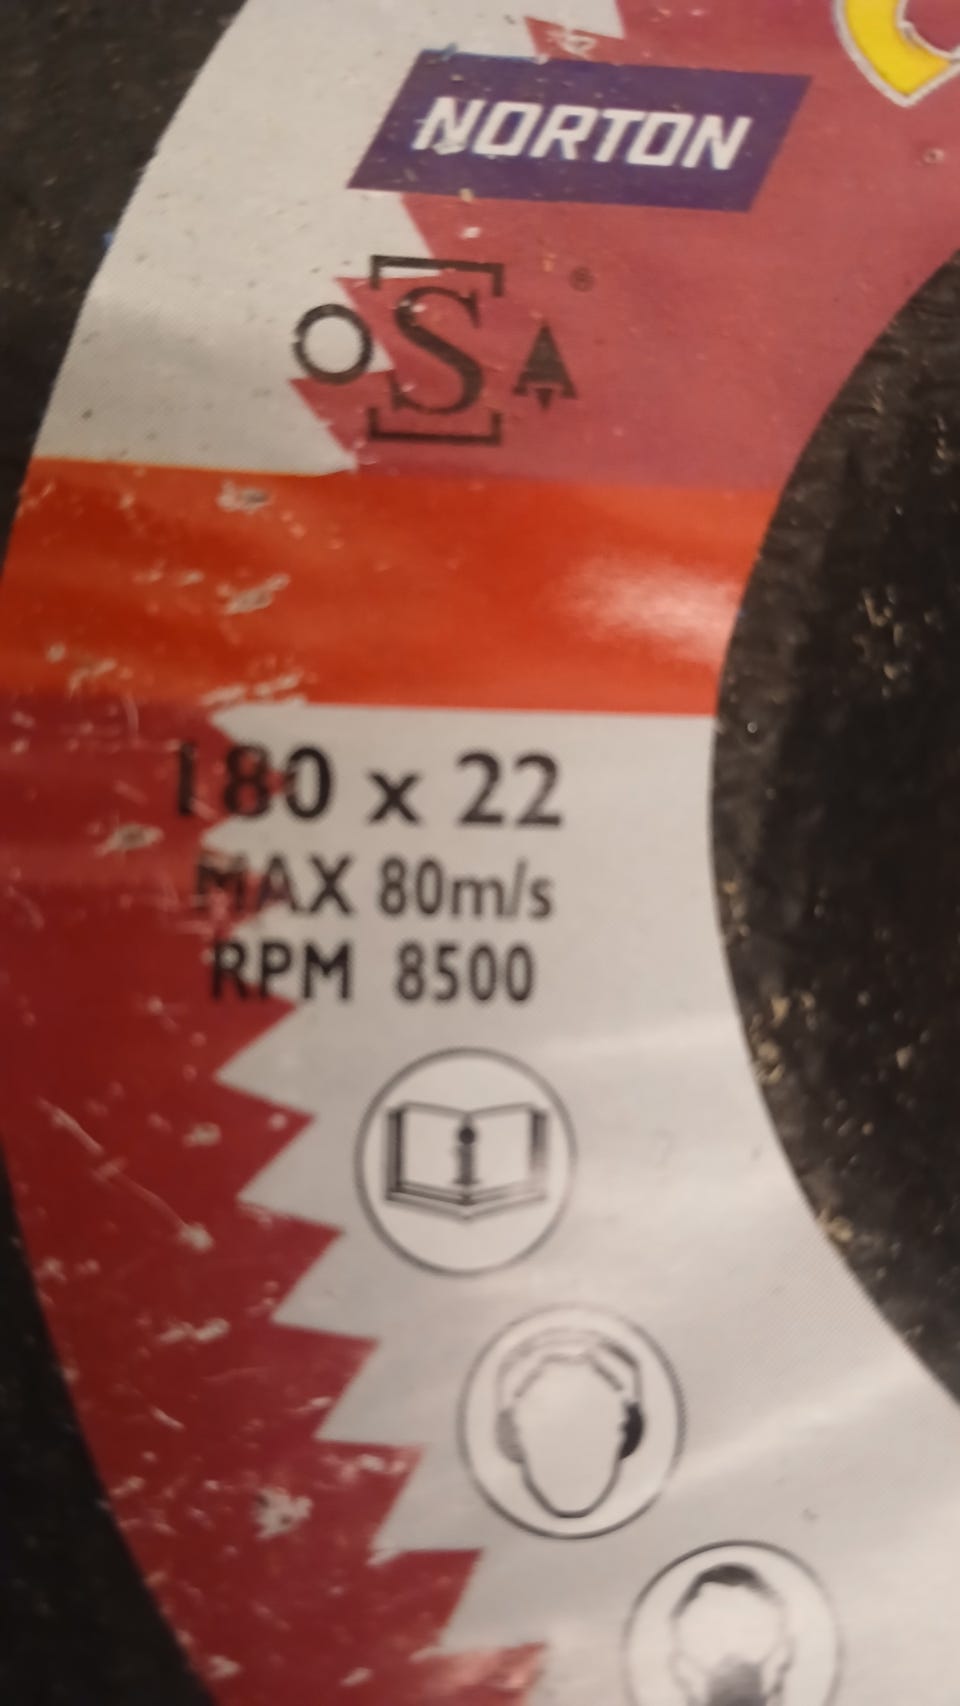 NORTON
oSA ®
180 x 22
MAX 80m/s
RPM 8500
i